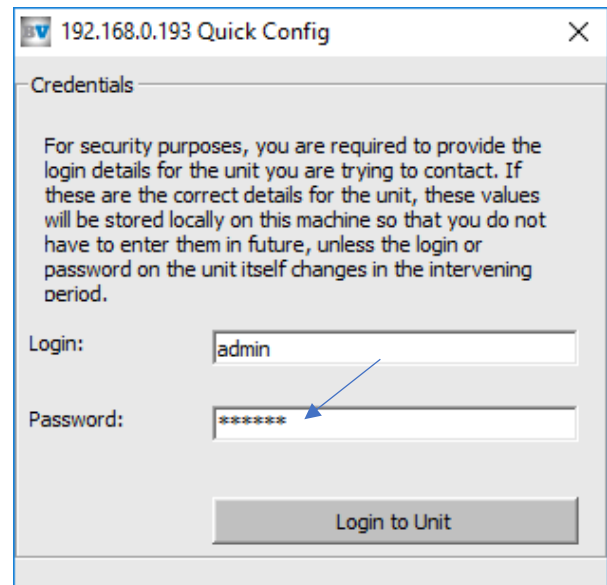 BV 192.168.0.193 Quick Config
Credentials
For security purposes, you are required to provide the
login details for the unit you are trying to contact. If
these are the correct details for the unit, these values
will be stored locally on this machine so that you do not
have to enter them in future, unless the login or
password on the unit itself changes in the intervening
period.
Login: admin
Password: ******
Login to Unit